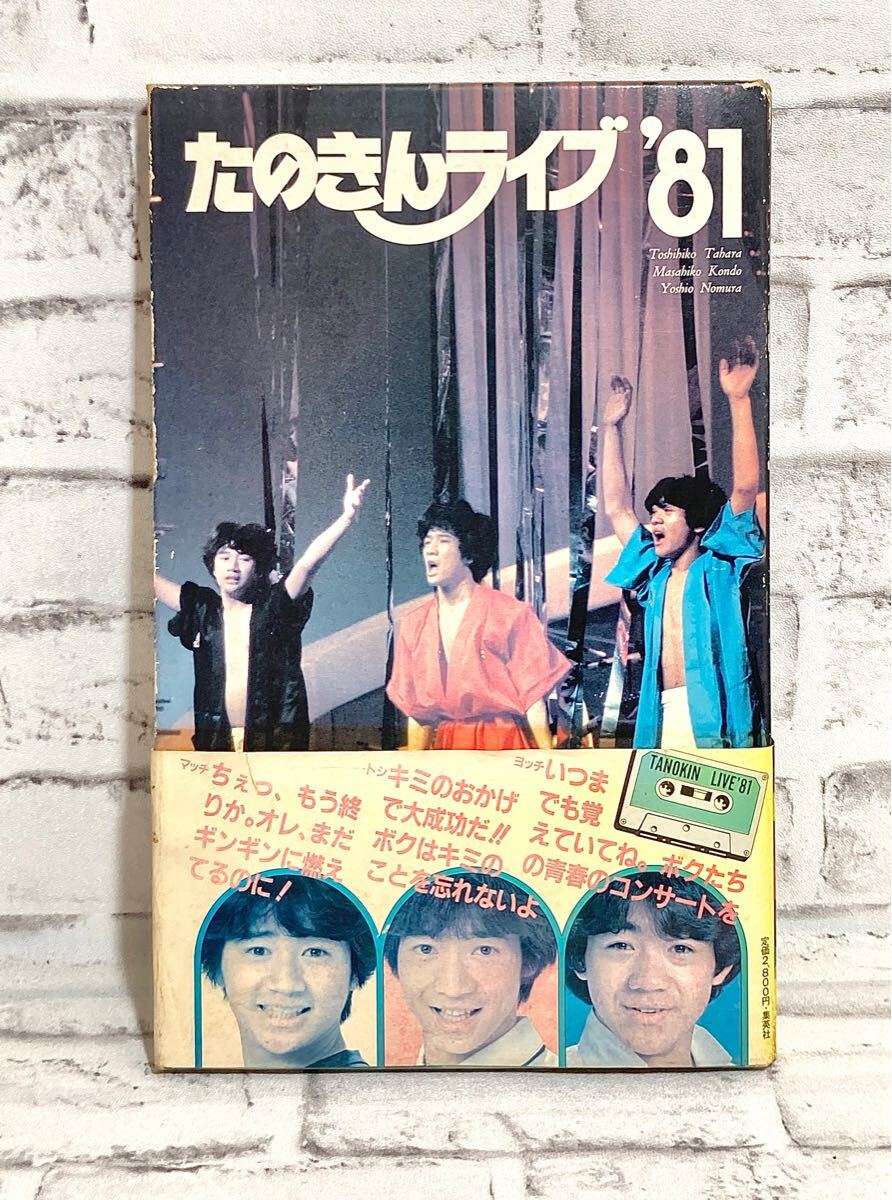 たのきんライブ '81
Toshihiko Tahara
Masahiko Kondo
Yoshio Nomura
マッチちぇっ、もう終
りか。オレ、まだ
ギンギンに燃え
てるのに!
トシキミのおかげ
で大成功だ!!
ボクはキミの
ことを忘れないよ
ヨッチいつま
でも覚
えていてね。ボクたち
の青春のコンサートを
TANOKIN LIVE'81
定価2,800円・集英社